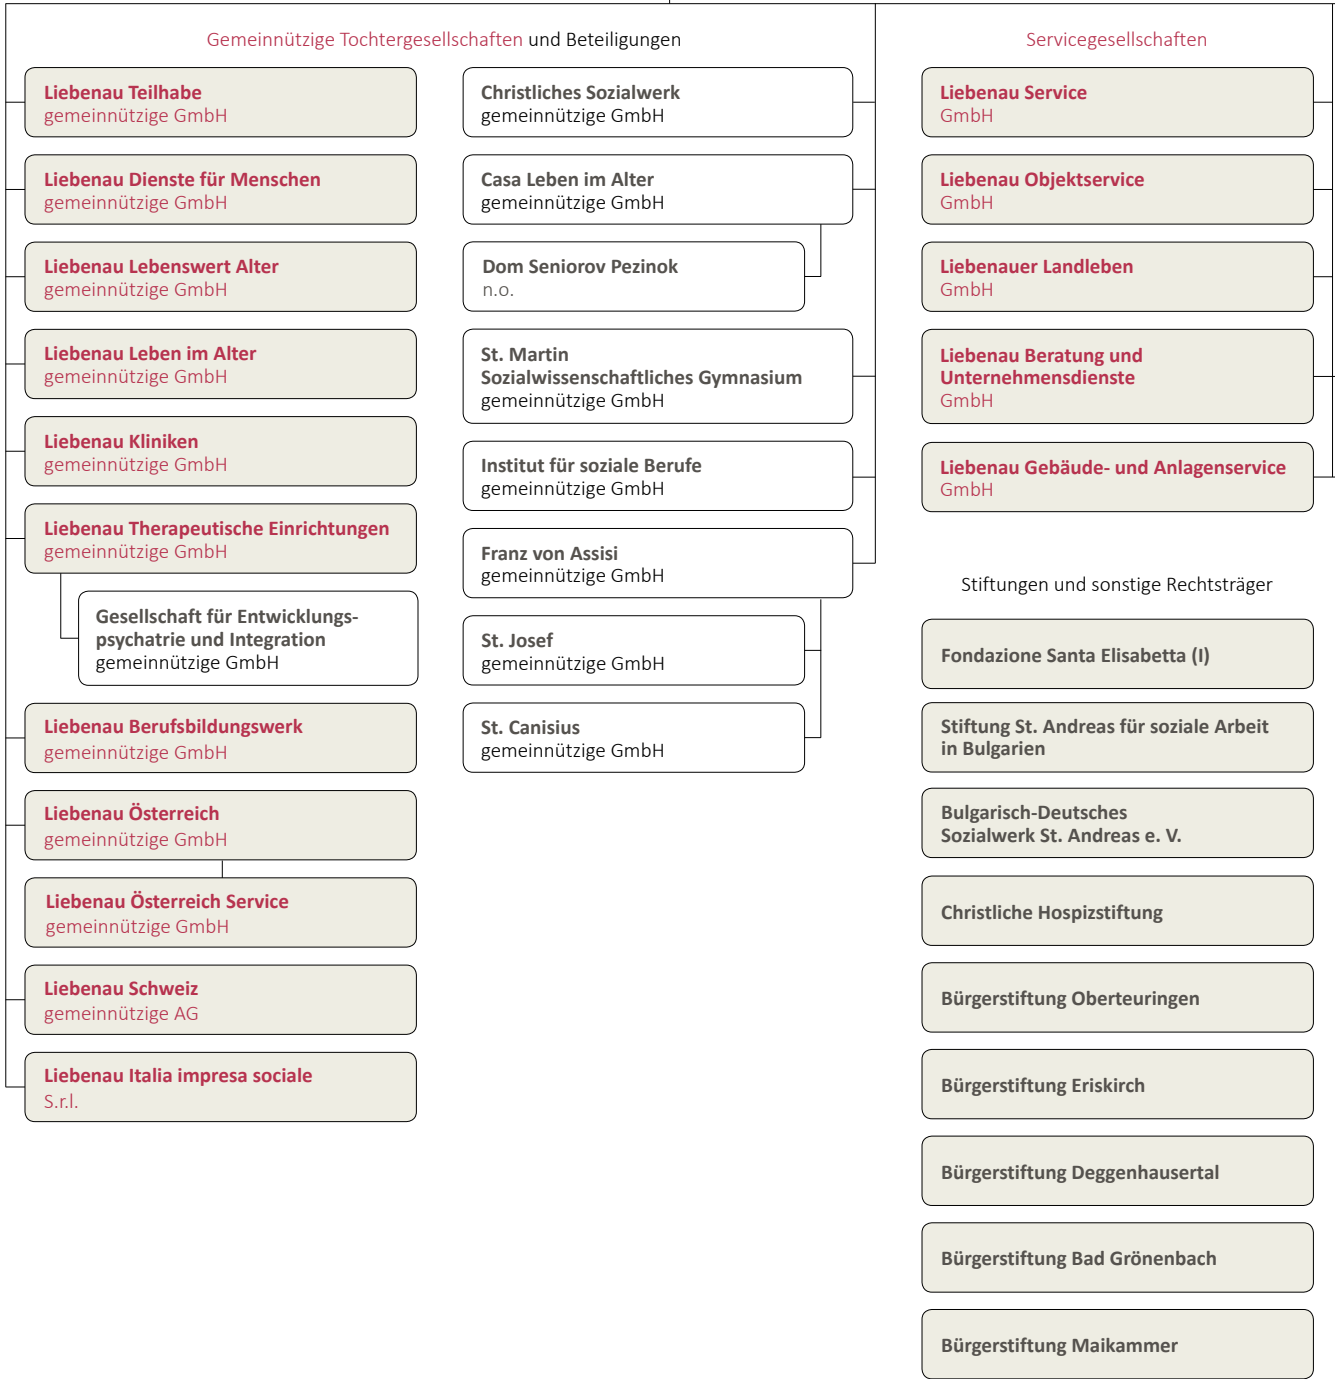 Gemeinnützige Tochtergesellschaften und Beteiligungen
Liebenau Teilhabe
gemeinnützige GmbH
Liebenau Dienste für Menschen
gemeinnützige GmbH
Liebenau Lebenswert Alter
gemeinnützige GmbH
Liebenau Leben im Alter
gemeinnützige GmbH
Liebenau Kliniken
gemeinnützige GmbH
Liebenau Therapeutische Einrichtungen
gemeinnützige GmbH
Gesellschaft für Entwicklungs-
psychatrie und Integration
gemeinnützige GmbH
Liebenau Berufsbildungswerk
gemeinnützige GmbH
Liebenau Österreich
gemeinnützige GmbH
Liebenau Österreich Service
gemeinnützige GmbH
Liebenau Schweiz
gemeinnützige AG
Liebenau Italia impresa sociale
S.r.l.
Christliches Sozialwerk
gemeinnützige GmbH
Casa Leben im Alter
gemeinnützige GmbH
Dom Seniorov Pezinok
n.o.
St. Martin
Sozialwissenschaftliches Gymnasium
gemeinnützige GmbH
Institut für soziale Berufe
gemeinnützige GmbH
Franz von Assisi
gemeinnützige GmbH
St. Josef
gemeinnützige GmbH
St. Canisius
gemeinnützige GmbH
Servicegesellschaften
Liebenau Service
GmbH
Liebenau Objektservice
GmbH
Liebenauer Landleben
GmbH
Liebenau Beratung und
Unternehmensdienste
GmbH
Liebenau Gebäude- und Anlagenservice
GmbH
Stiftungen und sonstige Rechtsträger
Fondazione Santa Elisabetta (I)
Stiftung St. Andreas für soziale Arbeit
in Bulgarien
Bulgarisch-Deutsches
Sozialwerk St. Andreas e. V.
Christliche Hospizstiftung
Bürgerstiftung Oberteuringen
Bürgerstiftung Eriskirch
Bürgerstiftung Deggenhausertal
Bürgerstiftung Bad Grönenbach
Bürgerstiftung Maikammer